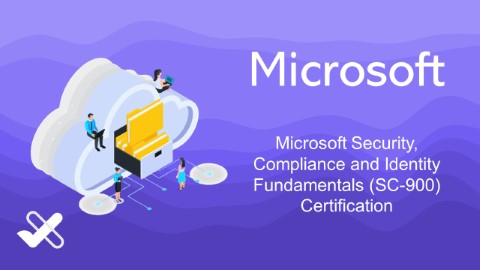 Microsoft
Microsoft Security,
Compliance and Identity
Fundamentals (SC-900)
Certification